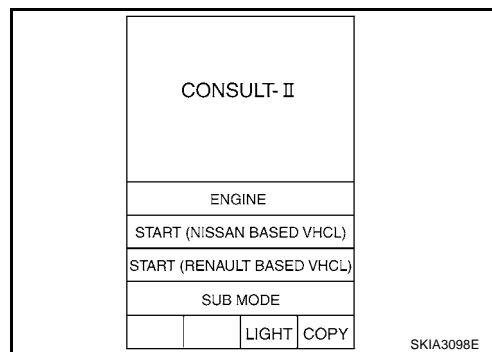 CONSULT-II
ENGINE
START (NISSAN BASED VHCL)
START (RENAULT BASED VHCL)
SUB MODE
LIGHT COPY
SKIA3098E